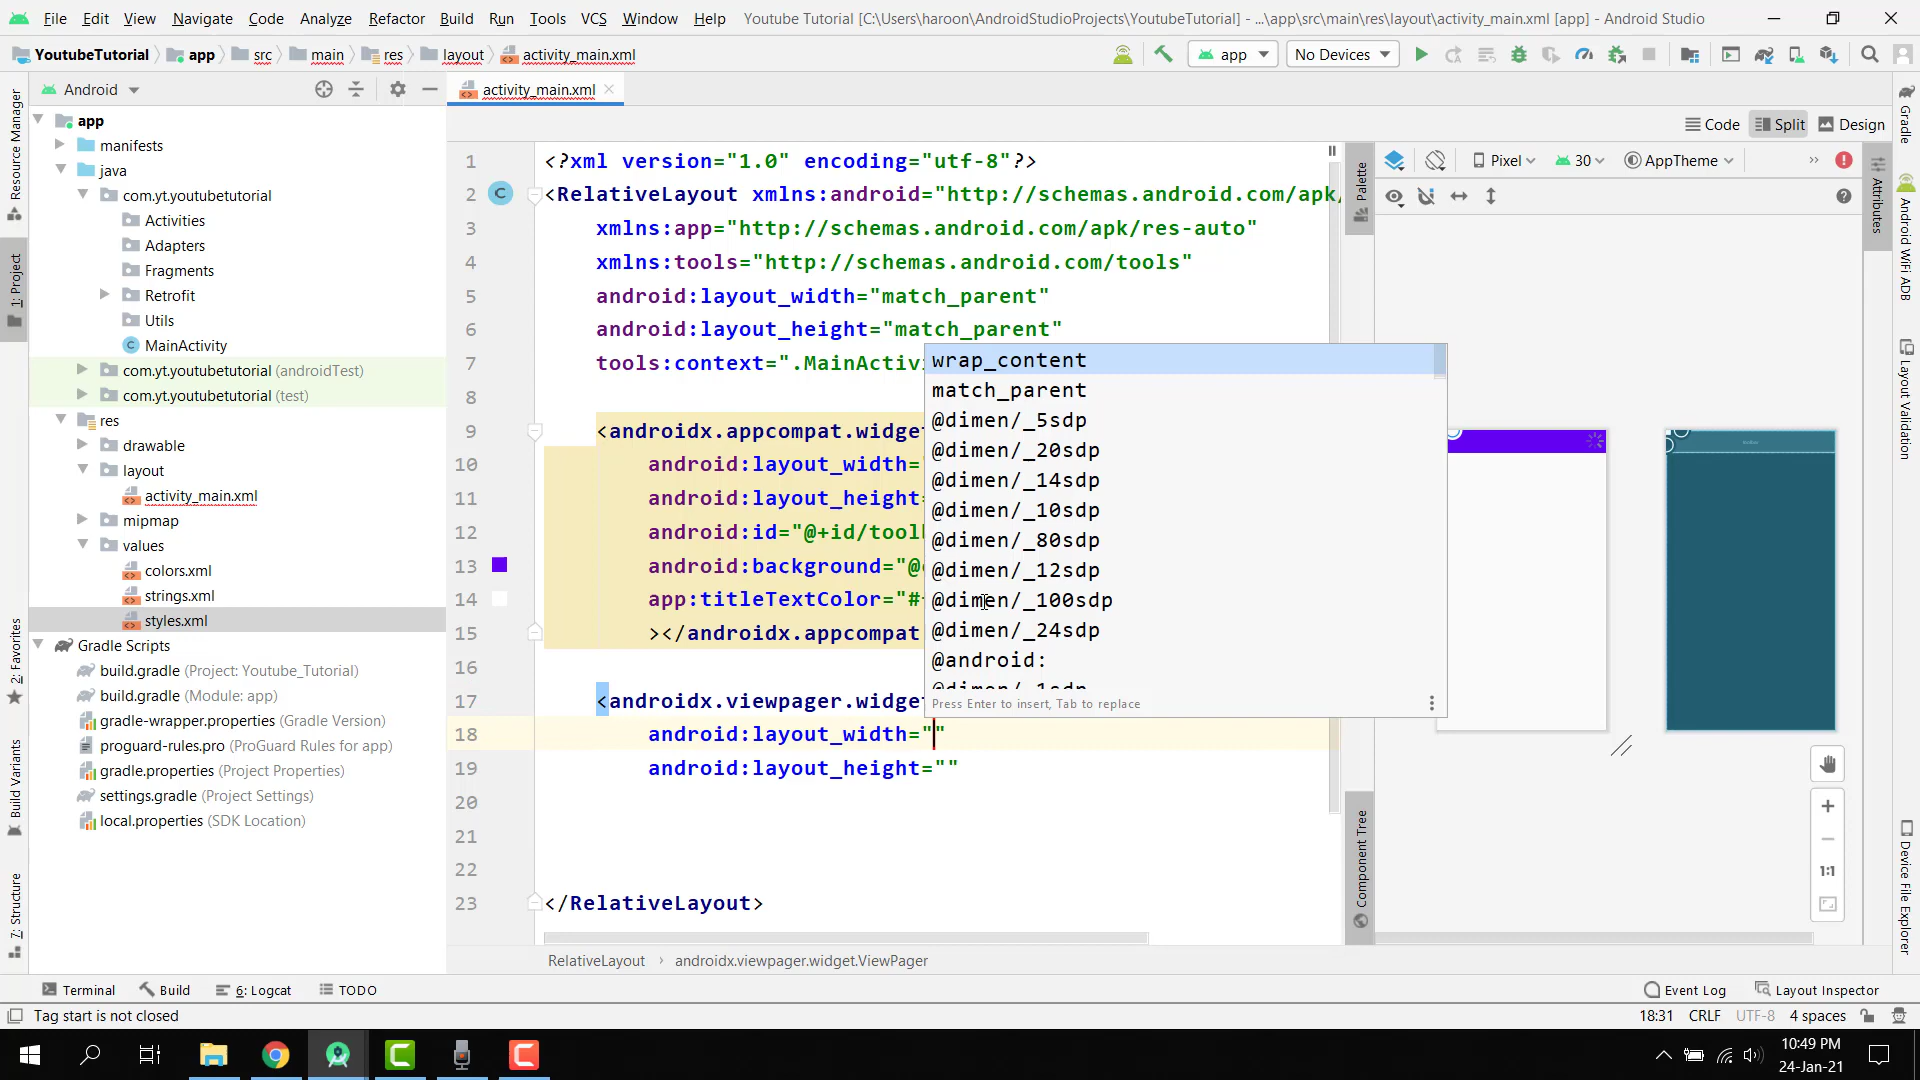 File Edit View Navigate Code Analyze Refactor Build Run Tools VCS Window Help Youtube Tutorial [C:\Users\haroon\AndroidStudioProjects\YoutubeTutorial] - ...\app\src\main\res\layout\activity_main.xml [app] - Android Studio
YoutubeTutorial app src main res layout activity_main.xml app No Devices
Android
activity_main.xml
Code Split Design
app
manifests
java
com.yt.youtubetutorial
Activities
Adapters
Fragments
Retrofit
Utils
MainActivity
com.yt.youtubetutorial (androidTest)
com.yt.youtubetutorial (test)
res
drawable
layout
activity_main.xml
mipmap
values
colors.xml
strings.xml
styles.xml
Gradle Scripts
build.gradle (Project: Youtube_Tutorial)
build.gradle (Module: app)
gradle-wrapper.properties (Gradle Version)
proguard-rules.pro (ProGuard Rules for app)
gradle.properties (Project Properties)
settings.gradle (Project Settings)
local.properties (SDK Location)
Resource Manager
1: Project
2: Favorites
Build Variants
7: Structure
1 <?xml version="1.0" encoding="utf-8"?>
2 <RelativeLayout xmlns:android="http://schemas.android.com/apk/
3 xmlns:app="http://schemas.android.com/apk/res-auto"
4 xmlns:tools="http://schemas.android.com/tools"
5 android:layout_width="match_parent"
6 android:layout_height="match_parent"
7 tools:context=".MainActiv
8
9 <androidx.appcompat.widget
10 android:layout_width=
11 android:layout_height=
12 android:id="@+id/tool
13 android:background="@
14 app:titleTextColor="#
15 ></androidx.appcompat
16
17 <androidx.viewpager.widget
18 android:layout_width=""
19 android:layout_height=""
20
21
22
23 </RelativeLayout>
wrap_content
match_parent
@dimen/_5sdp
@dimen/_20sdp
@dimen/_14sdp
@dimen/_10sdp
@dimen/_80sdp
@dimen/_12sdp
@dimen/_100sdp
@dimen/_24sdp
@android:
@dimen/_1sdp
Press Enter to insert, Tab to replace
Palette
Component Tree
Pixel 30 AppTheme
1:1
Attributes
Gradle
Android WiFi ADB
Layout Validation
Device File Explorer
RelativeLayout › androidx.viewpager.widget.ViewPager
Terminal Build 6: Logcat TODO Event Log Layout Inspector
Tag start is not closed 18:31 CRLF UTF-8 4 spaces
10:49 PM
24-Jan-21